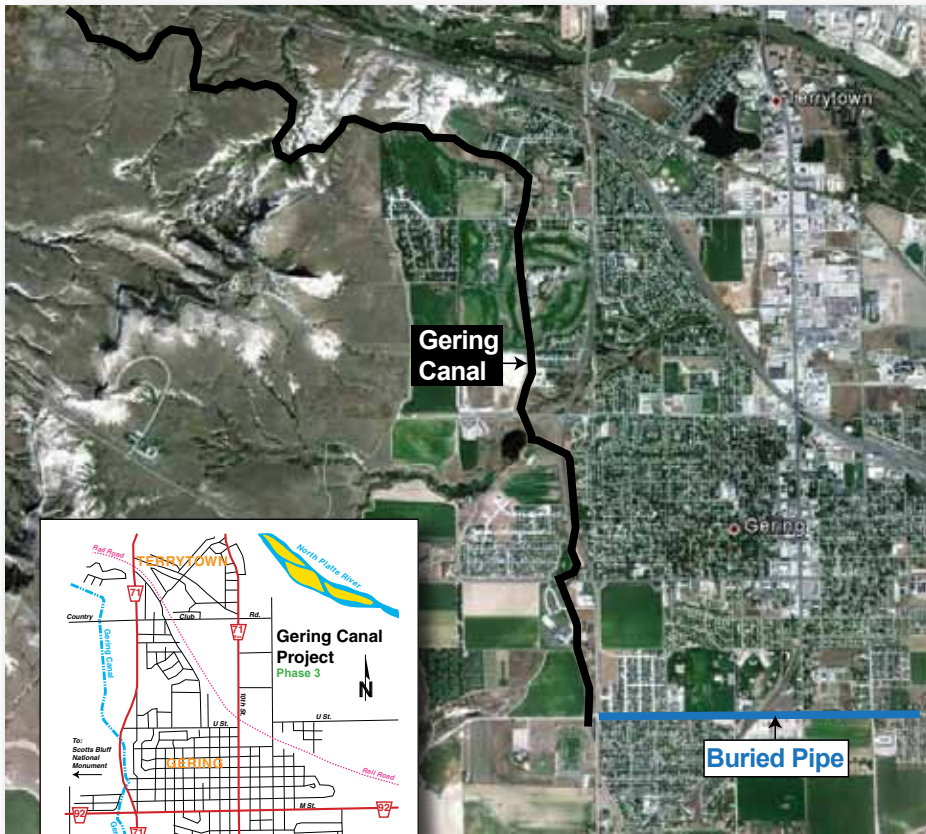 Terrytown
Gering
Canal
Gering
Buried Pipe
Rail Road
TERRYTOWN
North Platte River
71
Country Club Rd.
71
Gering Canal
Gering Canal
Project
Phase 3
N
10th St.
U St.
U St.
To:
Scotts Bluff
National
Monument
GERING
Rail Road
M St.
92
92
71